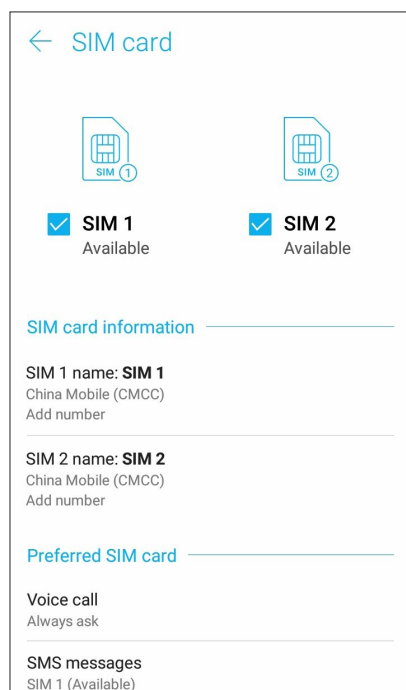 SIM card
SIM 1
SIM 2
SIM 1
Available
SIM 2
Available
SIM card information
SIM 1 name: SIM 1
China Mobile (CMCC)
Add number
SIM 2 name: SIM 2
China Mobile (CMCC)
Add number
Preferred SIM card
Voice call
Always ask
SMS messages
SIM 1 (Available)